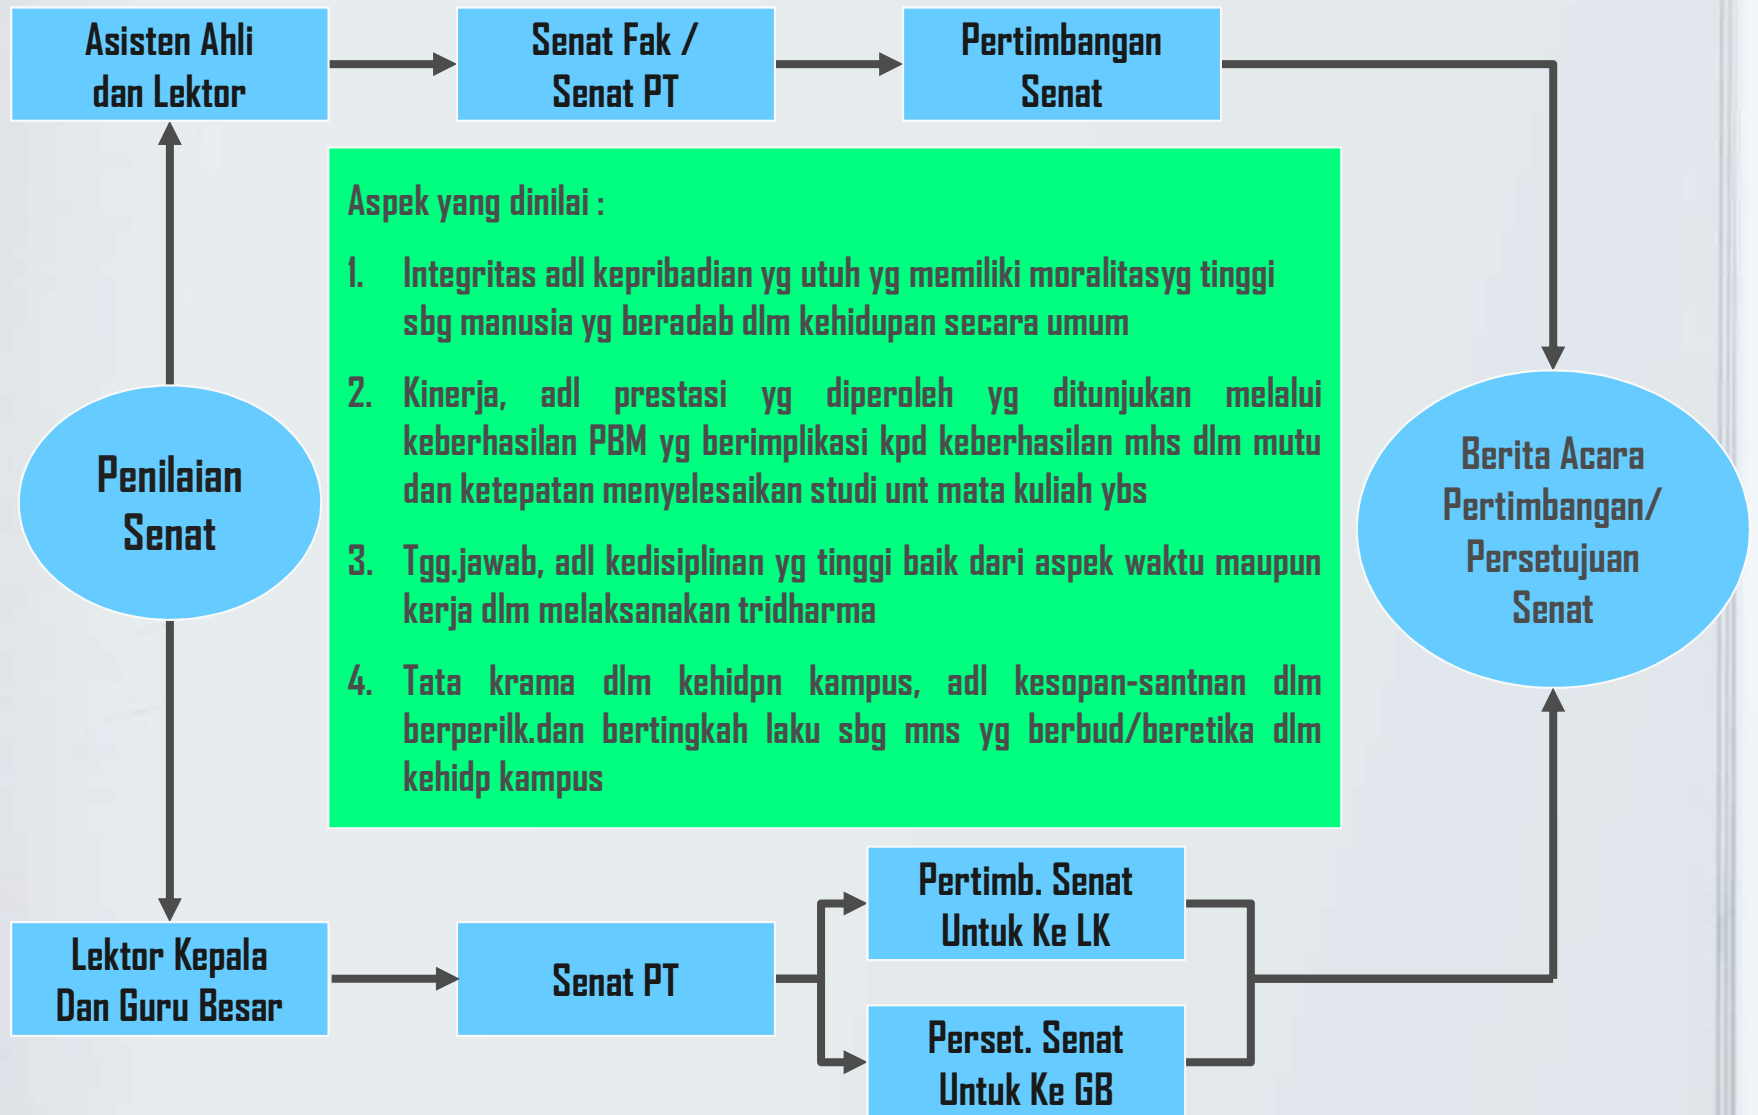 Asisten Ahli
dan Lektor
Senat Fak /
Senat PT
Pertimbangan
Senat
Aspek yang dinilai :
1. Integritas adl kepribadian yg utuh yg memiliki moralitasyg tinggi
sbg manusia yg beradab dlm kehidupan secara umum
2. Kinerja, adl prestasi yg diperoleh yg ditunjukan melalui
keberhasilan PBM yg berimplikasi kpd keberhasilan mhs dlm mutu
dan ketepatan menyelesaikan studi unt mata kuliah ybs
3. Tgg.jawab, adl kedisiplinan yg tinggi baik dari aspek waktu maupun
kerja dlm melaksanakan tridharma
4. Tata krama dlm kehidpn kampus, adl kesopan-santnan dlm
berperilk.dan bertingkah laku sbg mns yg berbud/beretika dlm
kehidp kampus
Penilaian
Senat
Berita Acara
Pertimbangan/
Persetujuan
Senat
Lektor Kepala
Dan Guru Besar
Senat PT
Pertimb. Senat
Untuk Ke LK
Perset. Senat
Untuk Ke GB